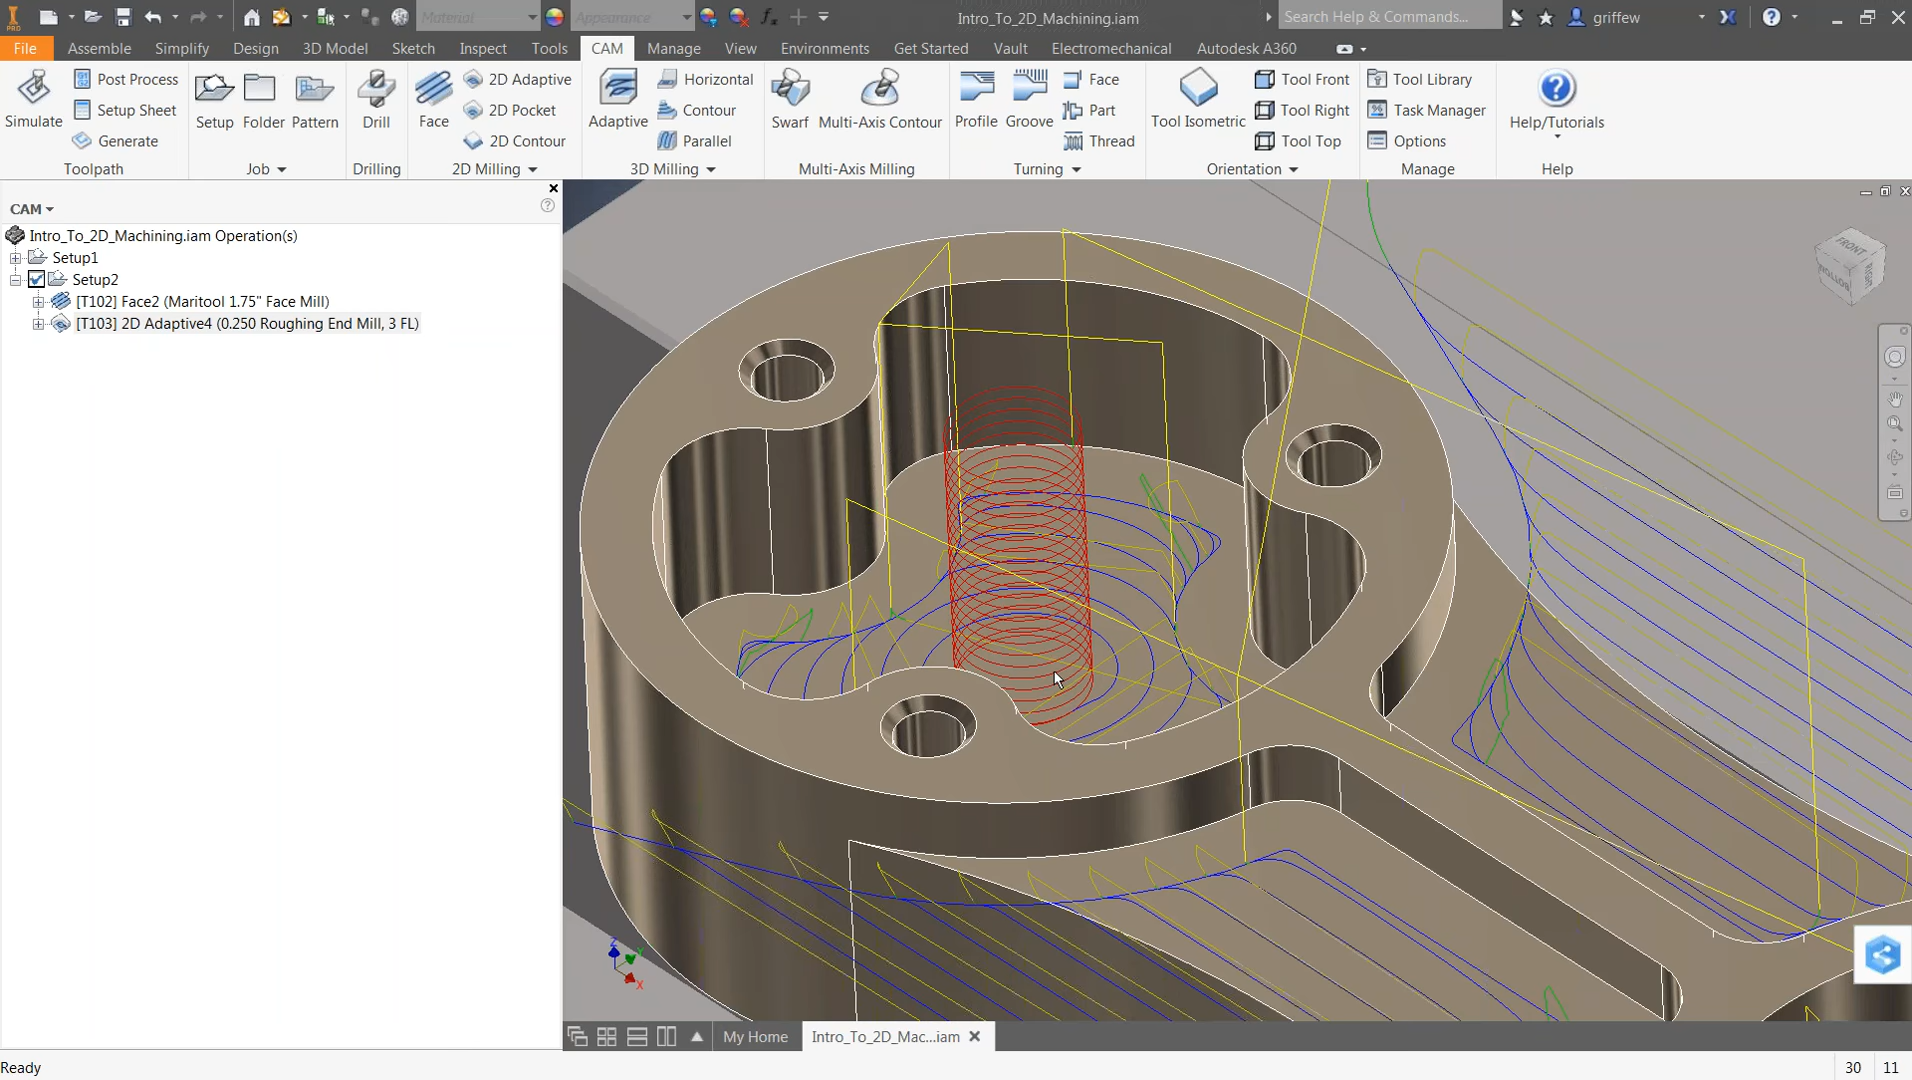 Material
Appearance
Intro_To_2D_Machining.iam
Search Help & Commands...
griffew
File
Assemble
Simplify
Design
3D Model
Sketch
Inspect
Tools
CAM
Manage
View
Environments
Get Started
Vault
Electromechanical
Autodesk A360
Simulate
Post Process
Setup Sheet
Generate
Toolpath
Setup
Folder
Pattern
Job
Drill
Drilling
Face
2D Adaptive
2D Pocket
2D Contour
2D Milling
Adaptive
Horizontal
Contour
Parallel
3D Milling
Swarf
Multi-Axis Contour
Multi-Axis Milling
Profile
Groove
Face
Part
Thread
Turning
Tool Isometric
Tool Front
Tool Right
Tool Top
Orientation
Tool Library
Task Manager
Options
Manage
Help/Tutorials
Help
CAM
Intro_To_2D_Machining.iam Operation(s)
Setup1
Setup2
[T102] Face2 (Maritool 1.75" Face Mill)
[T103] 2D Adaptive4 (0.250 Roughing End Mill, 3 FL)
FRONT
RIGHT
BOTTOM
Z
Y
X
My Home
Intro_To_2D_Mac...iam
Ready
30
11